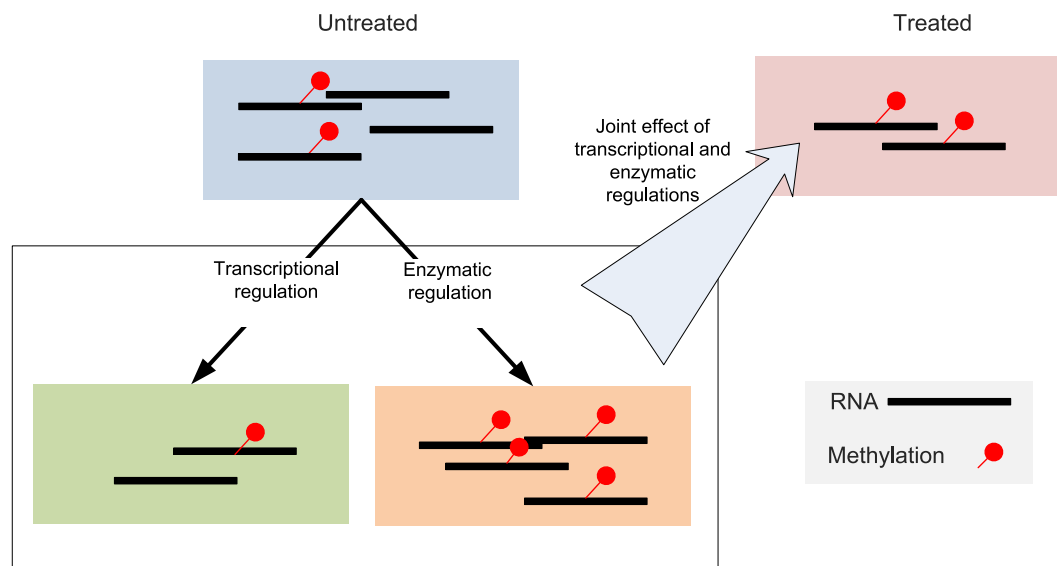 Untreated
Treated
Joint effect of
transcriptional and
enzymatic
regulations
Transcriptional
regulation
Enzymatic
regulation
RNA
Methylation